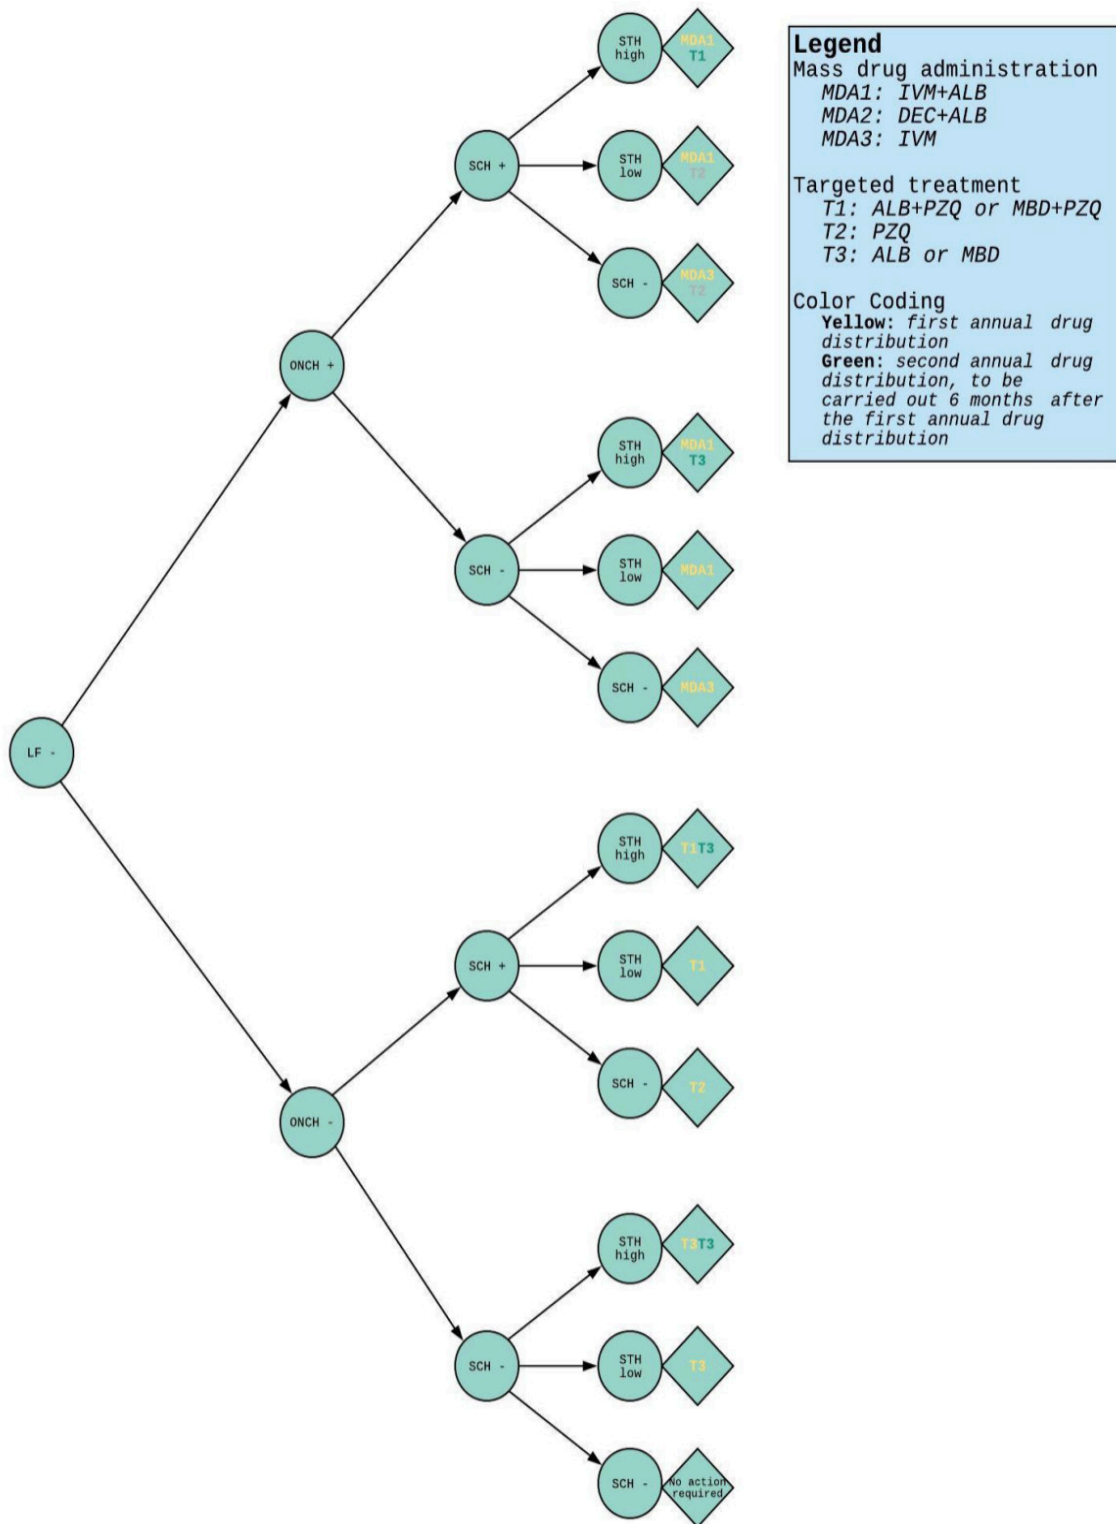 STH
high
MDA1
T1
SCH +
STH
low
MDA1
T2
SCH -
MDA3
T2
ONCH +
STH
high
MDA1
T3
SCH -
STH
low
MDA1
SCH -
MDA3
LF -
STH
high
T1T3
SCH +
STH
low
T1
SCH -
T2
ONCH -
STH
high
T3T3
SCH -
STH
low
T3
SCH -
No action
required
Legend
Mass drug administration
MDA1: IVM+ALB
MDA2: DEC+ALB
MDA3: IVM
Targeted treatment
T1: ALB+PZQ or MBD+PZQ
T2: PZQ
T3: ALB or MBD
Color Coding
Yellow: first annual drug
distribution
Green: second annual drug
distribution, to be
carried out 6 months after
the first annual drug
distribution